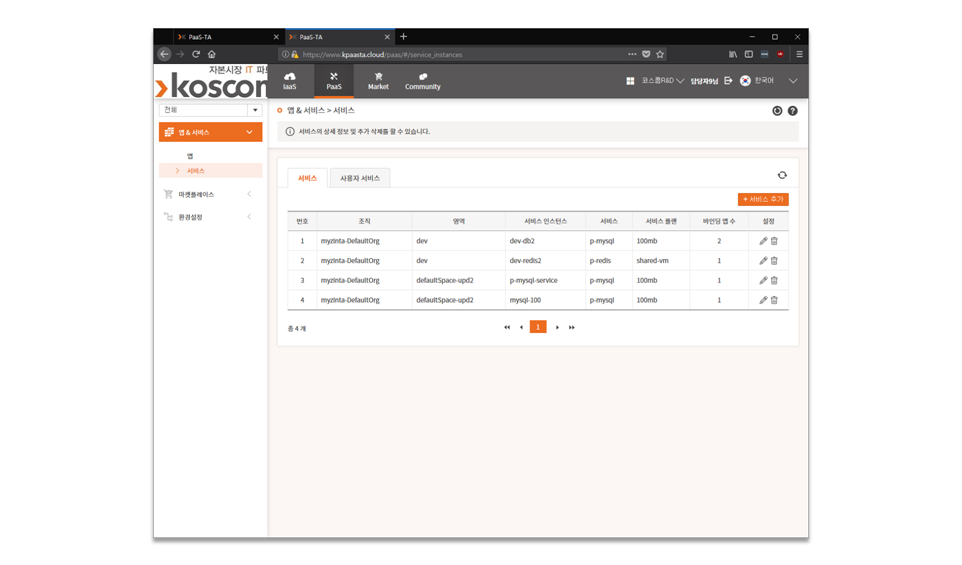 PaaS-TA
PaaS-TA
https://www.kpaasta.cloud/paas/#/service_instances
자본시장 IT 파트
koscom
IaaS
PaaS
Market
Community
코스콤R&D
담당자9님
한국어
전체
앱 & 서비스
앱
서비스
마켓플레이스
환경설정
앱 & 서비스 > 서비스
서비스의 상세 정보 및 추가 삭제를 할 수 있습니다.
서비스
사용자 서비스
+ 서비스 추가
번호 조직 영역 서비스 인스턴스 서비스 서비스 플랜 바인딩 앱 수 설정
1 myzinta-DefaultOrg dev dev-db2 p-mysql 100mb 2
2 myzinta-DefaultOrg dev dev-redis2 p-redis shared-vm 1
3 myzinta-DefaultOrg defaultSpace-upd2 p-mysql-service p-mysql 100mb 1
4 myzinta-DefaultOrg defaultSpace-upd2 mysql-100 p-mysql 100mb 1
총 4 개
1